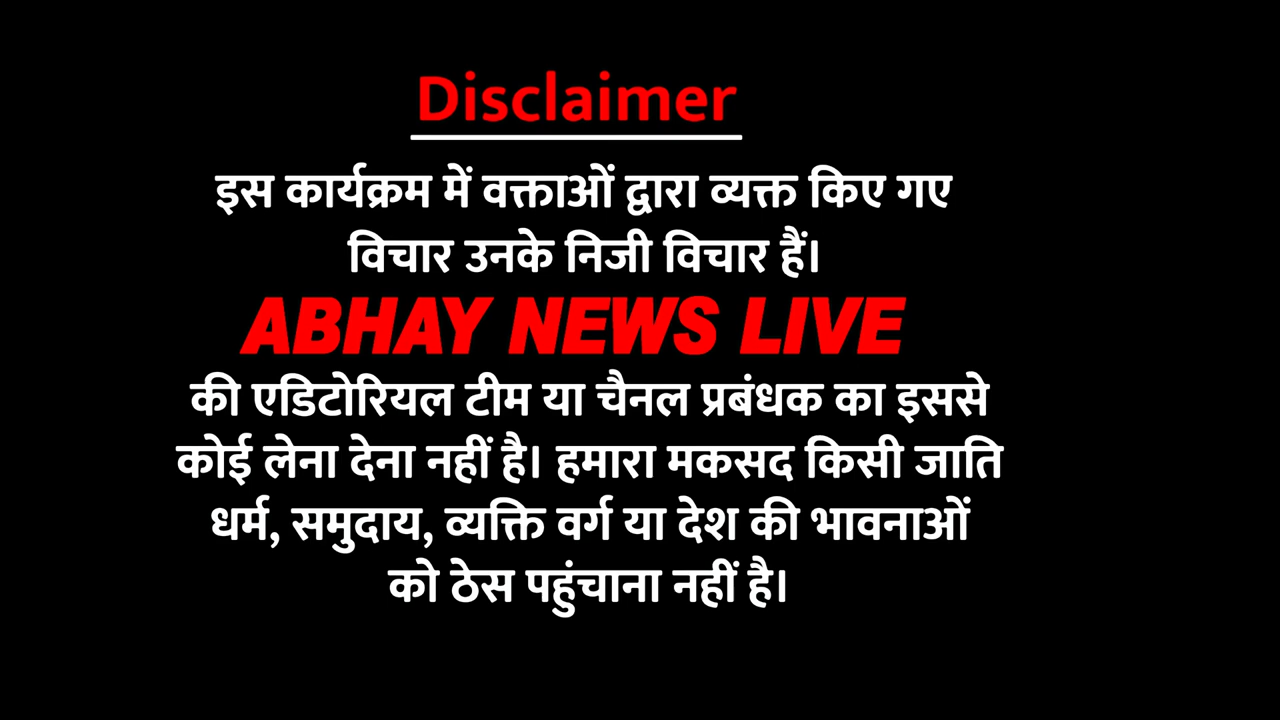 Disclaimer
इस कार्यक्रम में वक्ताओं द्वारा व्यक्त किए गए
विचार उनके निजी विचार हैं।
ABHAY NEWS LIVE
की एडिटोरियल टीम या चैनल प्रबंधक का इससे
कोई लेना देना नहीं है। हमारा मकसद किसी जाति
धर्म, समुदाय, व्यक्ति वर्ग या देश की भावनाओं
को ठेस पहुंचाना नहीं है।